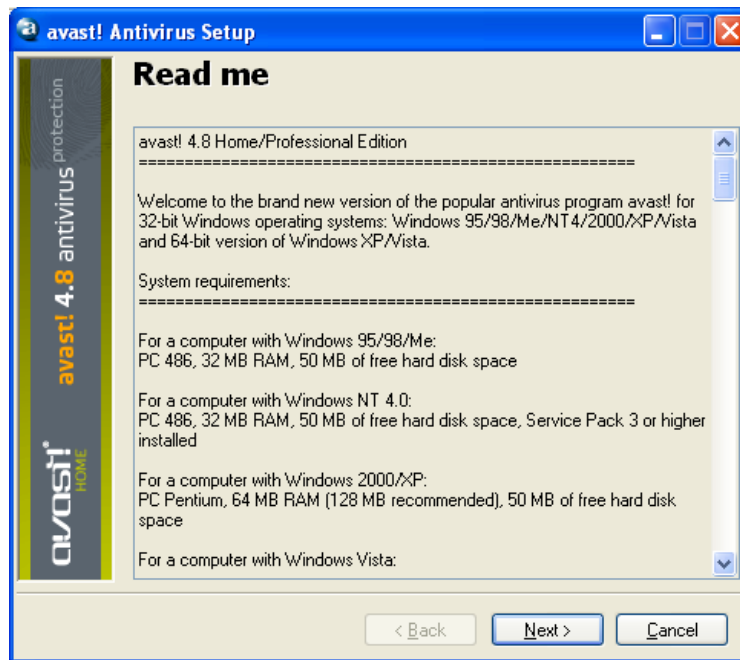 avast! Antivirus Setup
Read me
avast! 4.8 Home/Professional Edition
======================================================
Welcome to the brand new version of the popular antivirus program avast! for
32-bit Windows operating systems: Windows 95/98/Me/NT4/2000/XP/Vista
and 64-bit version of Windows XP/Vista.
System requirements:
======================================================
For a computer with Windows 95/98/Me:
PC 486, 32 MB RAM, 50 MB of free hard disk space
For a computer with Windows NT 4.0:
PC 486, 32 MB RAM, 50 MB of free hard disk space, Service Pack 3 or higher
installed
For a computer with Windows 2000/XP:
PC Pentium, 64 MB RAM (128 MB recommended), 50 MB of free hard disk
space
For a computer with Windows Vista:
avast! 4.8 antivirus protection
avast!
HOME
< Back
Next >
Cancel